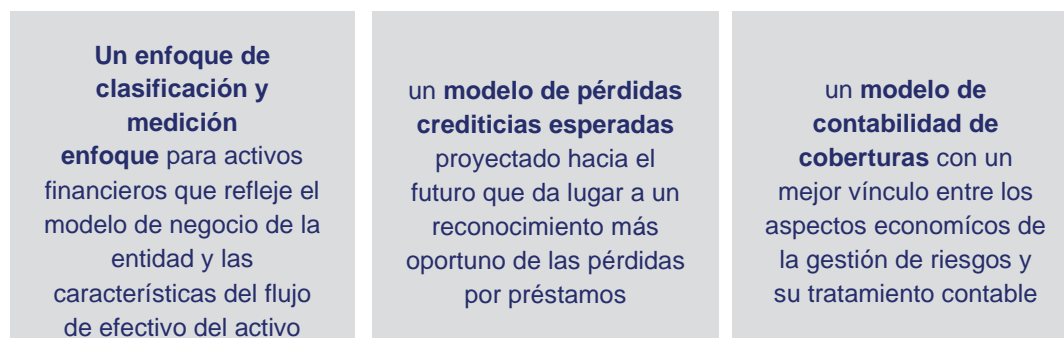 Un enfoque de
clasificación y
medición
enfoque para activos
financieros que refleje el
modelo de negocio de la
entidad y las
características del flujo
de efectivo del activo
un modelo de pérdidas
crediticias esperadas
proyectado hacia el
futuro que da lugar a un
reconocimiento más
oportuno de las pérdidas
por préstamos
un modelo de
contabilidad de
coberturas con un
mejor vínculo entre los
aspectos economícos de
la gestión de riesgos y
su tratamiento contable